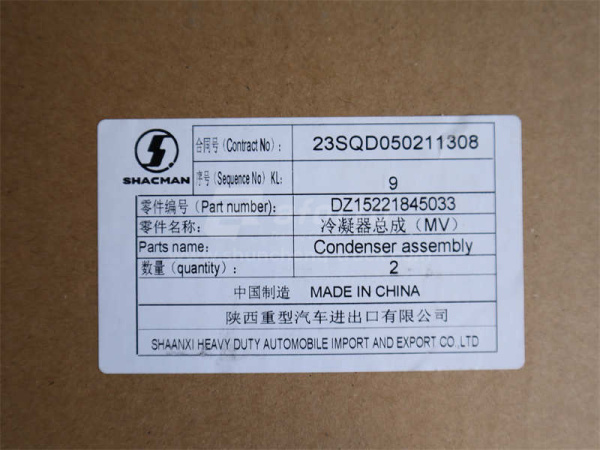 SHACMAN
合同号(Contract No): 23SQD050211308
序号(Sequence No) KL: 9
零件编号(Part number): DZ15221845033
零件名称: 冷凝器总成(MV)
Parts name: Condenser assembly
数量(quantity): 2
中国制造 MADE IN CHINA
陕西重型汽车进出口有限公司
SHAANXI HEAVY DUTY AUTOMOBILE IMPORT AND EXPORT CO.,LTD